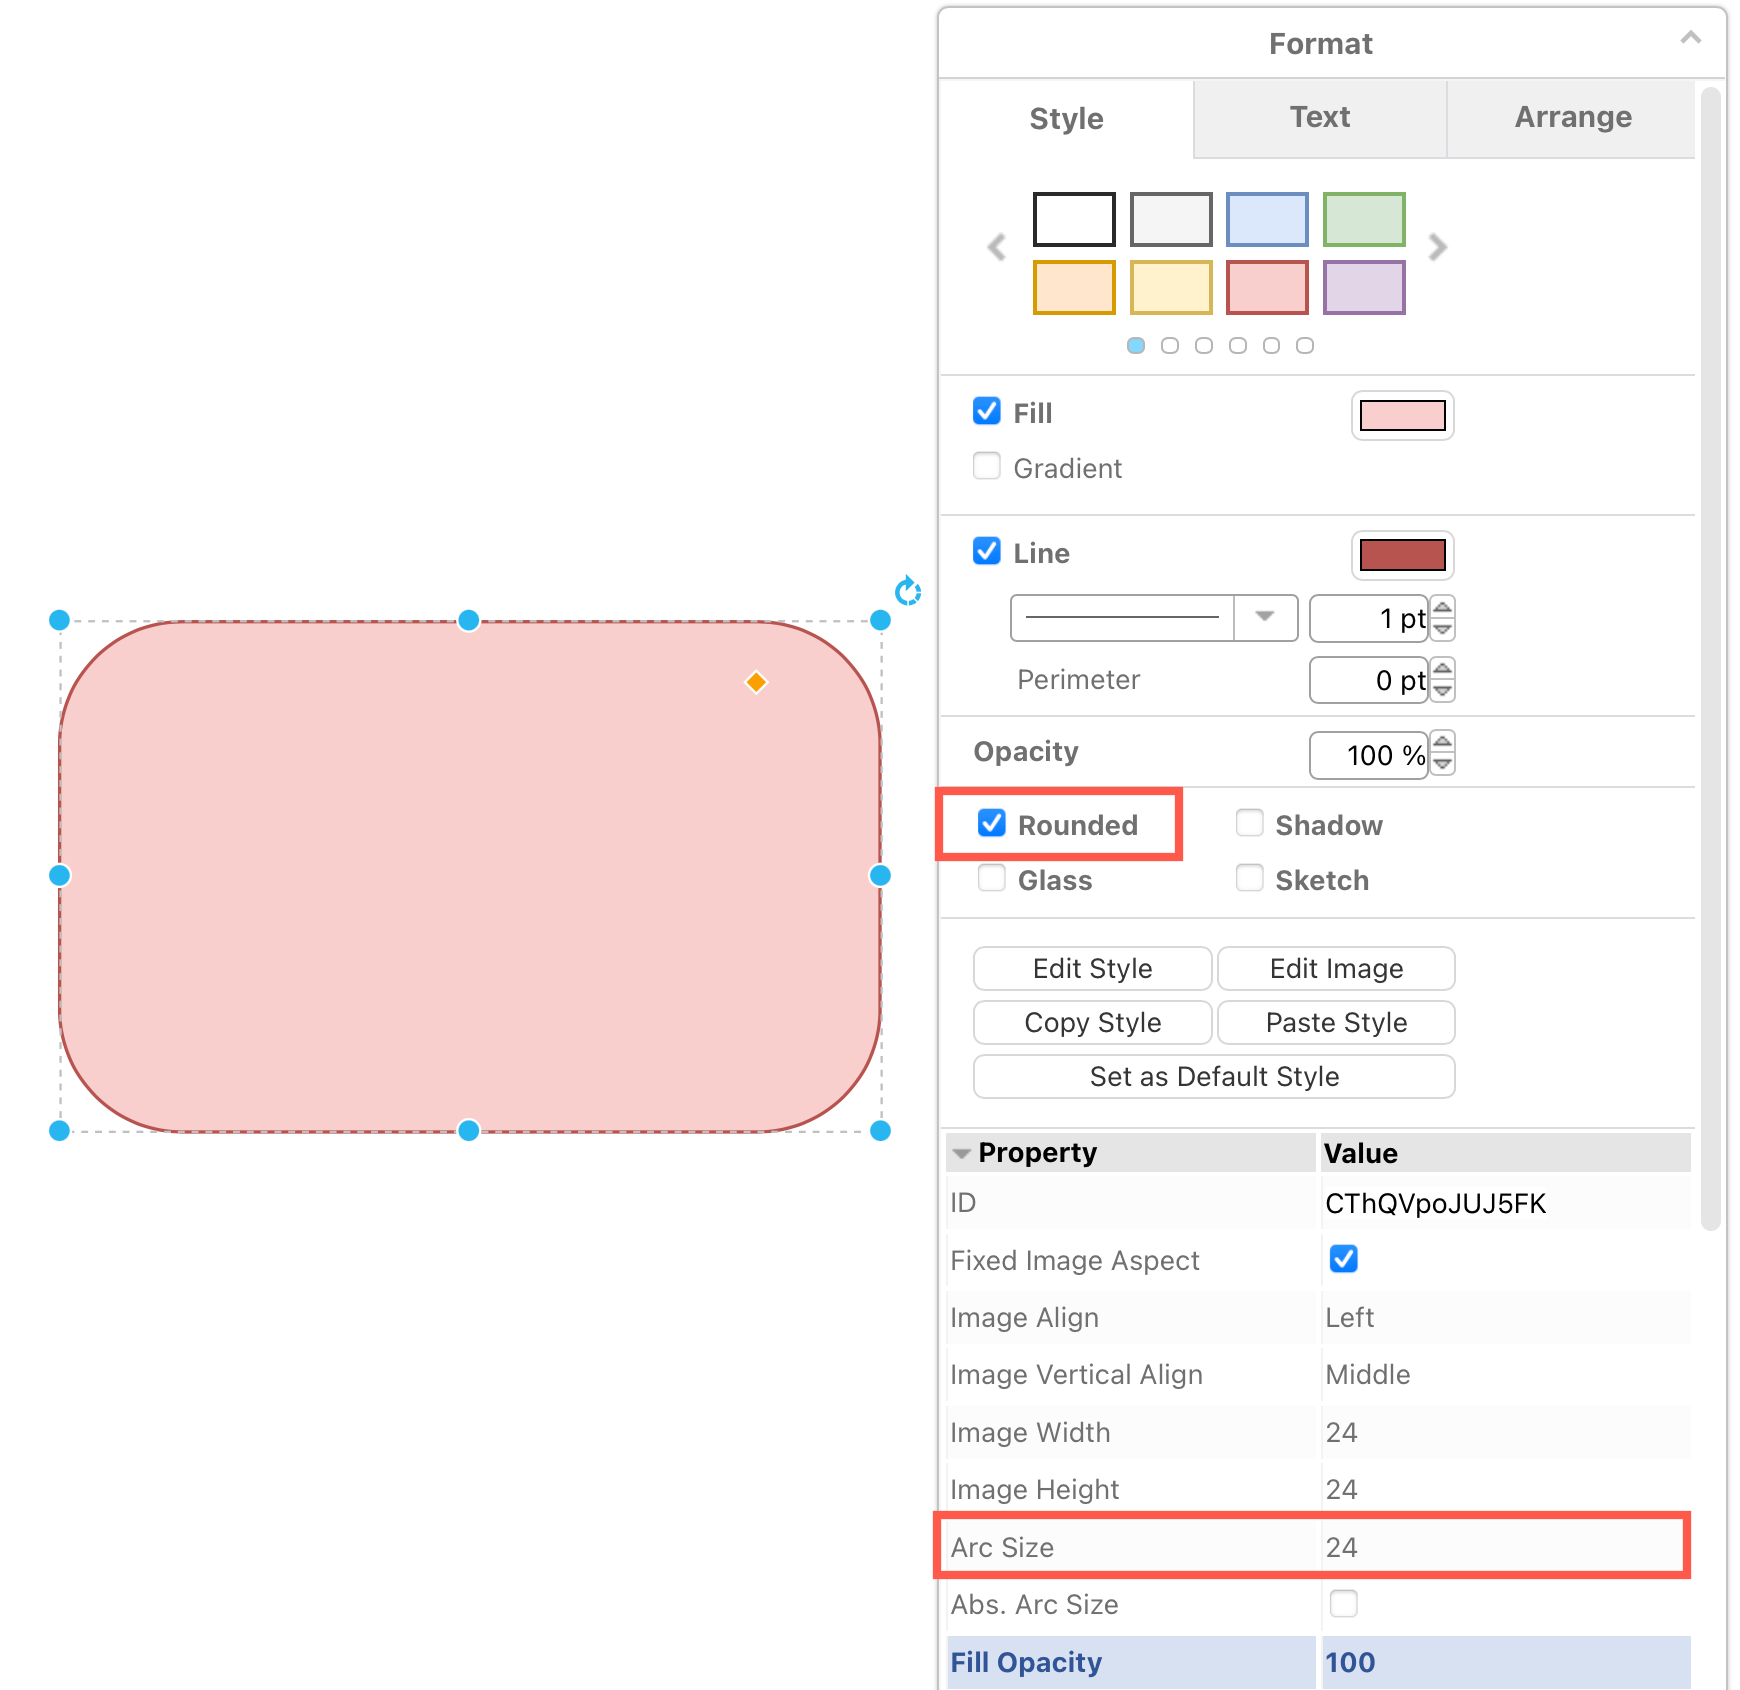 Format
Style Text Arrange
Fill
Gradient
Line
1 pt
Perimeter 0 pt
Opacity 100 %
Rounded Shadow
Glass Sketch
Edit Style Edit Image
Copy Style Paste Style
Set as Default Style
Property Value
ID CThQVpoJUJ5FK
Fixed Image Aspect
Image Align Left
Image Vertical Align Middle
Image Width 24
Image Height 24
Arc Size 24
Abs. Arc Size
Fill Opacity 100